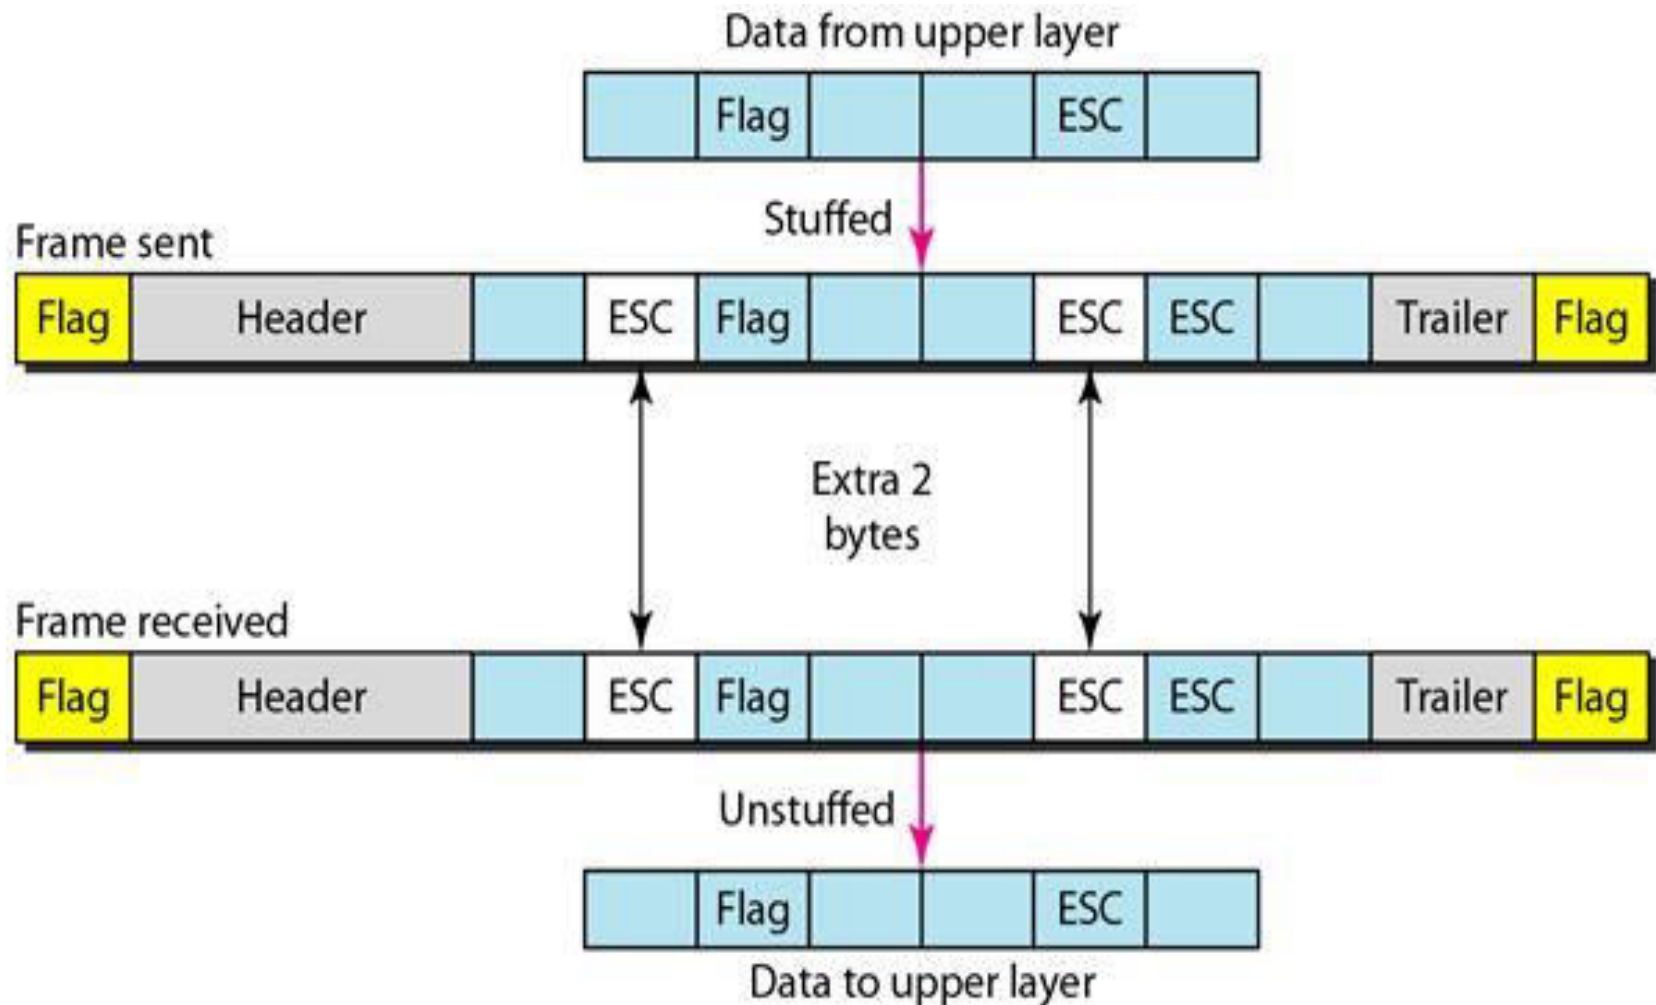 Data from upper layer
Flag ESC
Stuffed
Frame sent
Flag Header ESC Flag ESC ESC Trailer Flag
Extra 2
bytes
Frame received
Flag Header ESC Flag ESC ESC Trailer Flag
Unstuffed
Flag ESC
Data to upper layer